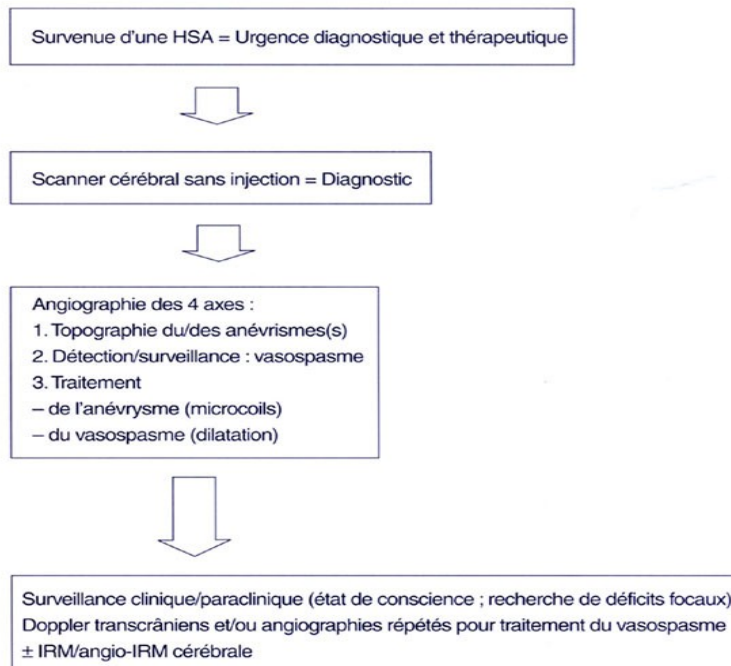 Survenue d'une HSA = Urgence diagnostique et thérapeutique
Scanner cérébral sans injection = Diagnostic
Angiographie des 4 axes :
1. Topographie du/des anévrismes(s)
2. Détection/surveillance : vasospasme
3. Traitement
– de l'anévrysme (microcoils)
– du vasospasme (dilatation)
Surveillance clinique/paraclinique (état de conscience ; recherche de déficits focaux)
Doppler transcrâniens et/ou angiographies répétés pour traitement du vasospasme
± IRM/angio-IRM cérébrale